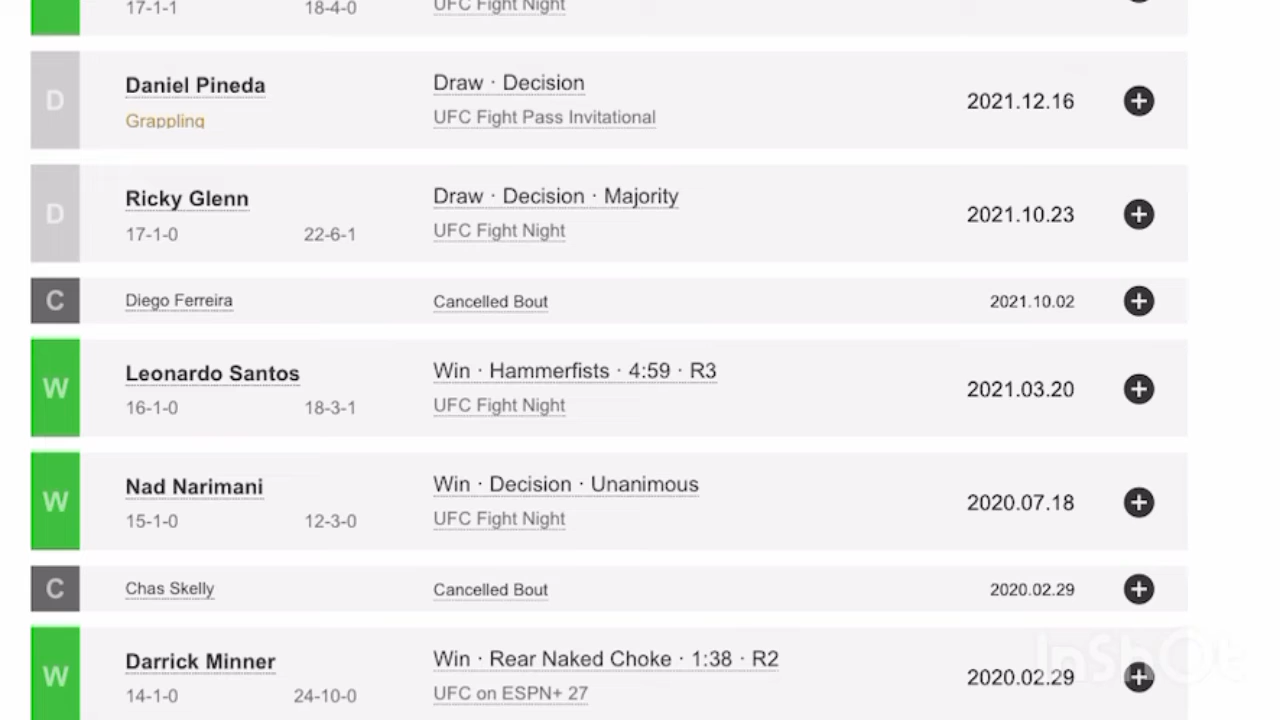 17-1-1 18-4-0 UFC Fight Night
D Daniel Pineda Draw · Decision 2021.12.16
Grappling UFC Fight Pass Invitational
D Ricky Glenn Draw · Decision · Majority 2021.10.23
17-1-0 22-6-1 UFC Fight Night
C Diego Ferreira Cancelled Bout 2021.10.02
W Leonardo Santos Win · Hammerfists · 4:59 · R3 2021.03.20
16-1-0 18-3-1 UFC Fight Night
W Nad Narimani Win · Decision · Unanimous 2020.07.18
15-1-0 12-3-0 UFC Fight Night
C Chas Skelly Cancelled Bout 2020.02.29
W Darrick Minner Win · Rear Naked Choke · 1:38 · R2 2020.02.29
14-1-0 24-10-0 UFC on ESPN+ 27
InShOt